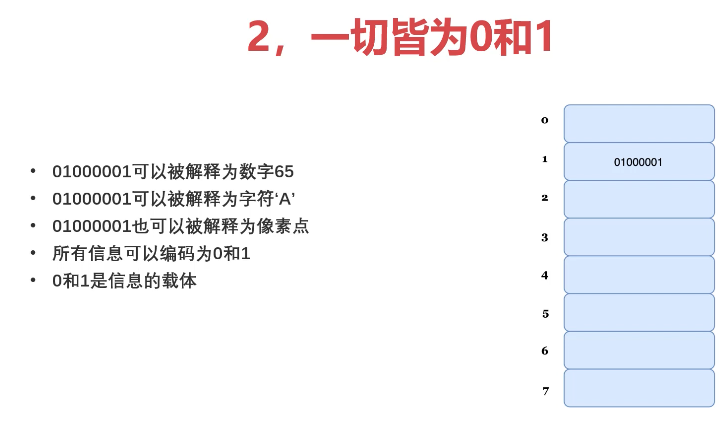 2，一切皆为0和1
• 01000001可以被解释为数字65
• 01000001可以被解释为字符‘A’
• 01000001也可以被解释为像素点
• 所有信息可以编码为0和1
• 0和1是信息的载体
0
1 01000001
2
3
4
5
6
7